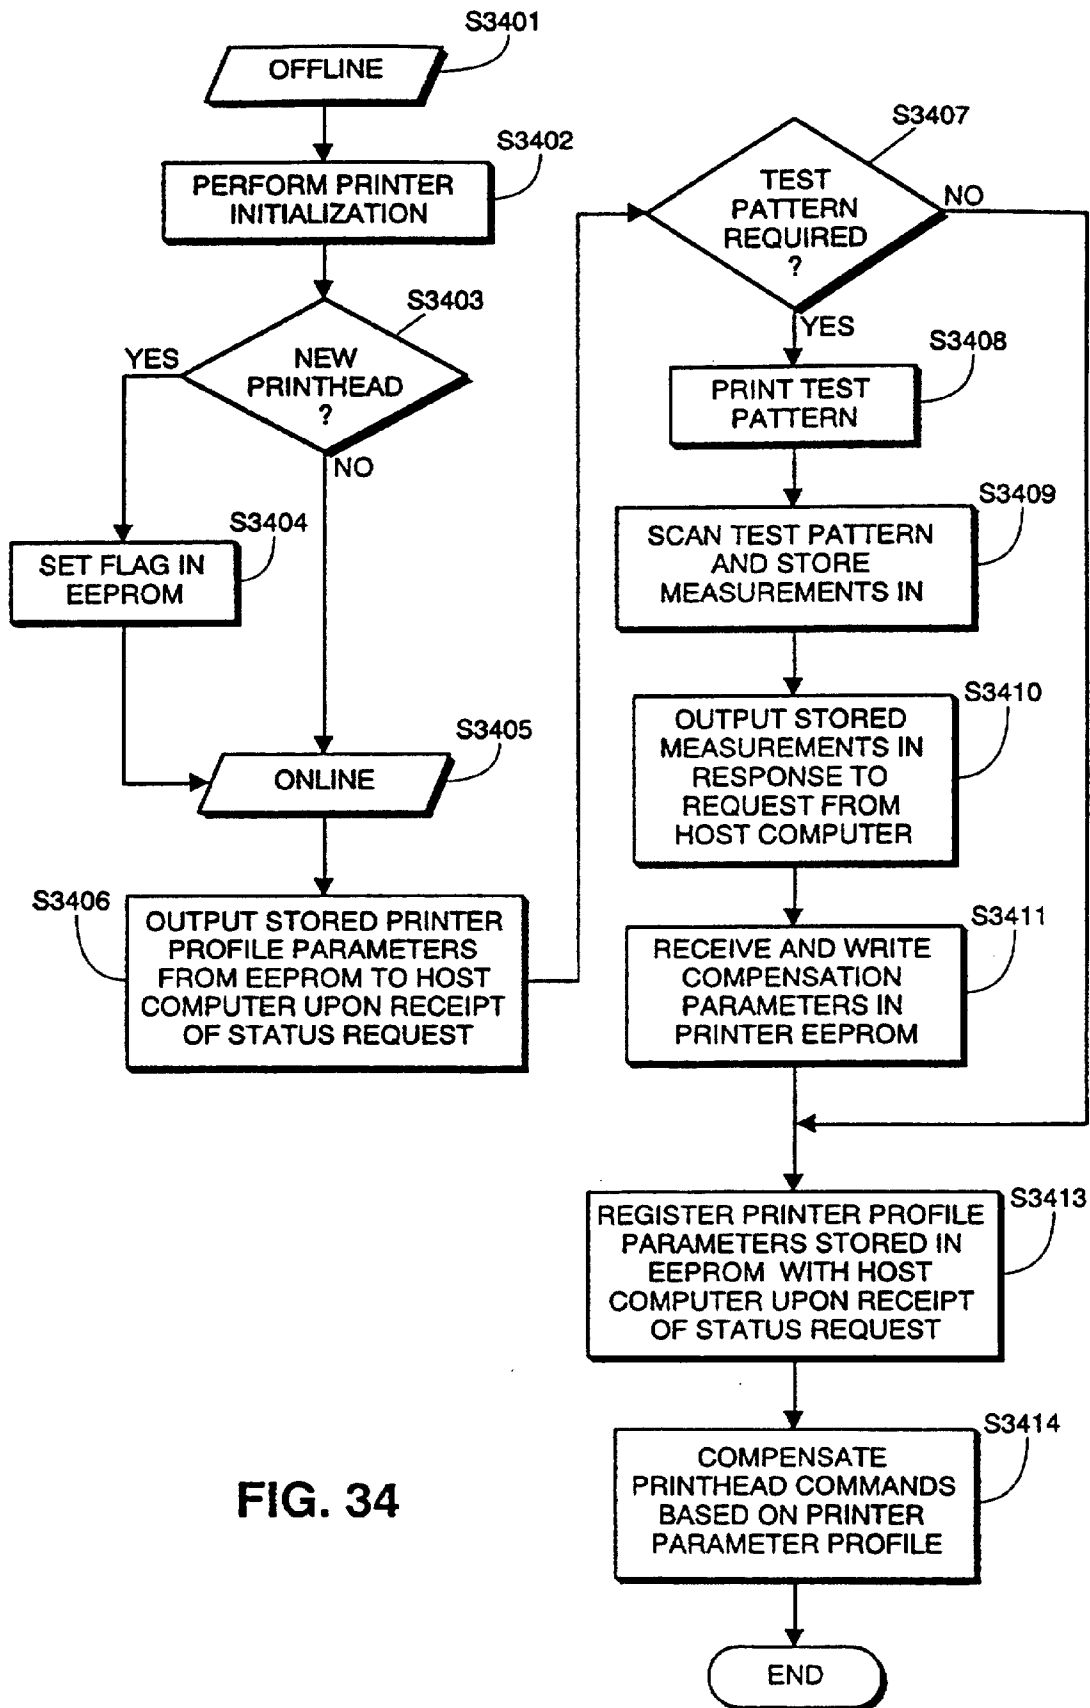 S3401
OFFLINE
S3402
PERFORM PRINTER
INITIALIZATION
S3403
NEW
PRINTHEAD
?
YES
NO
S3404
SET FLAG IN
EEPROM
S3405
ONLINE
S3406
OUTPUT STORED PRINTER
PROFILE PARAMETERS
FROM EEPROM TO HOST
COMPUTER UPON RECEIPT
OF STATUS REQUEST
S3407
TEST
PATTERN
REQUIRED
?
NO
YES
S3408
PRINT TEST
PATTERN
S3409
SCAN TEST PATTERN
AND STORE
MEASUREMENTS IN
S3410
OUTPUT STORED
MEASUREMENTS IN
RESPONSE TO
REQUEST FROM
HOST COMPUTER
S3411
RECEIVE AND WRITE
COMPENSATION
PARAMETERS IN
PRINTER EEPROM
S3413
REGISTER PRINTER PROFILE
PARAMETERS STORED IN
EEPROM WITH HOST
COMPUTER UPON RECEIPT
OF STATUS REQUEST
S3414
COMPENSATE
PRINTHEAD COMMANDS
BASED ON PRINTER
PARAMETER PROFILE
END
FIG. 34